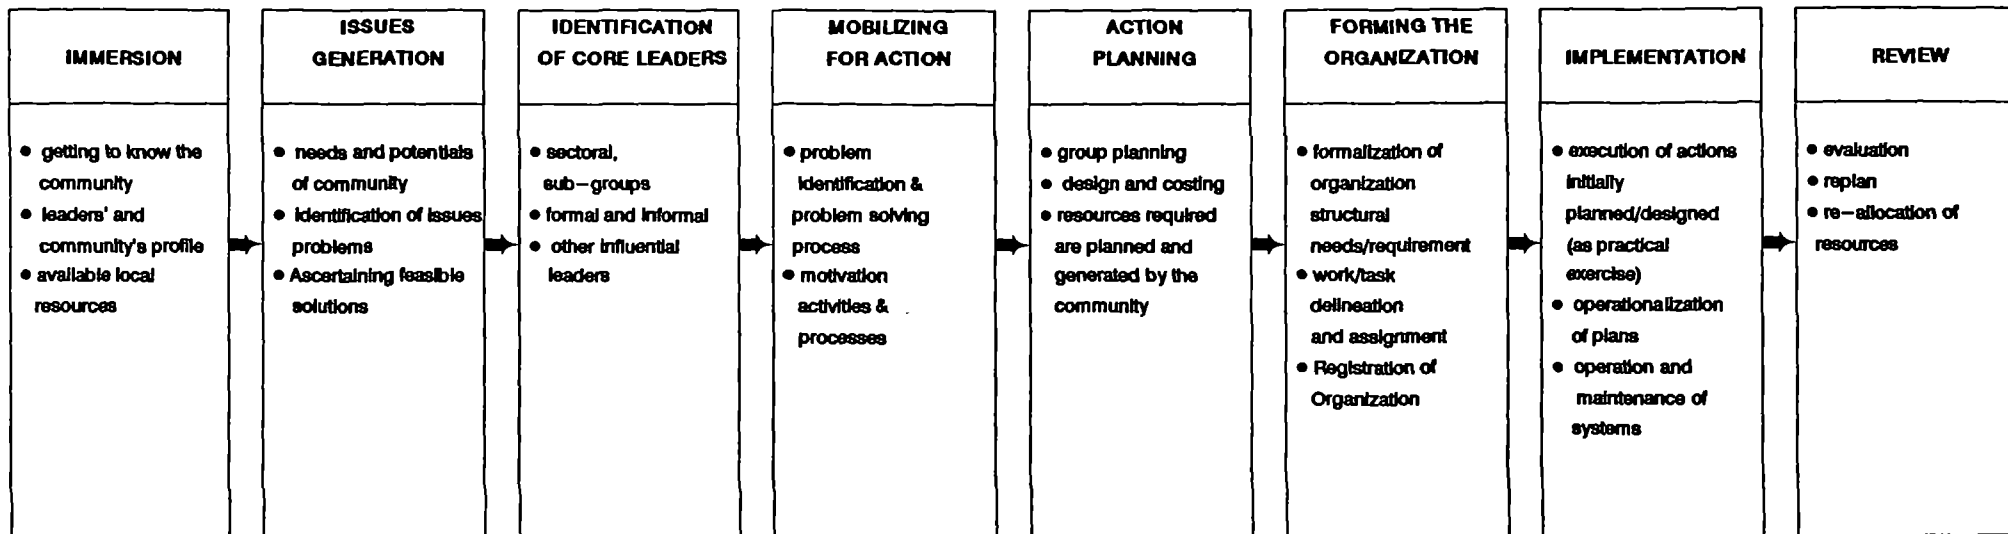 IMMERSION
● getting to know the
community
● leaders' and
community's profile
● available local
resources
ISSUES
GENERATION
● needs and potentials
of community
● identification of issues
problems
● Ascertaining feasible
solutions
IDENTIFICATION
OF CORE LEADERS
● sectoral,
sub-groups
● formal and informal
● other influential
leaders
MOBILIZING
FOR ACTION
● problem
identification &
problem solving
process
● motivation
activities &
processes
ACTION
PLANNING
● group planning
● design and costing
● resources required
are planned and
generated by the
community
FORMING THE
ORGANIZATION
● formalization of
organization
structural
needs/requirement
● work/task
delineation
and assignment
● Registration of
Organization
IMPLEMENTATION
● execution of actions
initially
planned/designed
(as practical
exercise)
● operationalization
of plans
● operation and
maintenance of
systems
REVIEW
● evaluation
● replan
● re-allocation of
resources